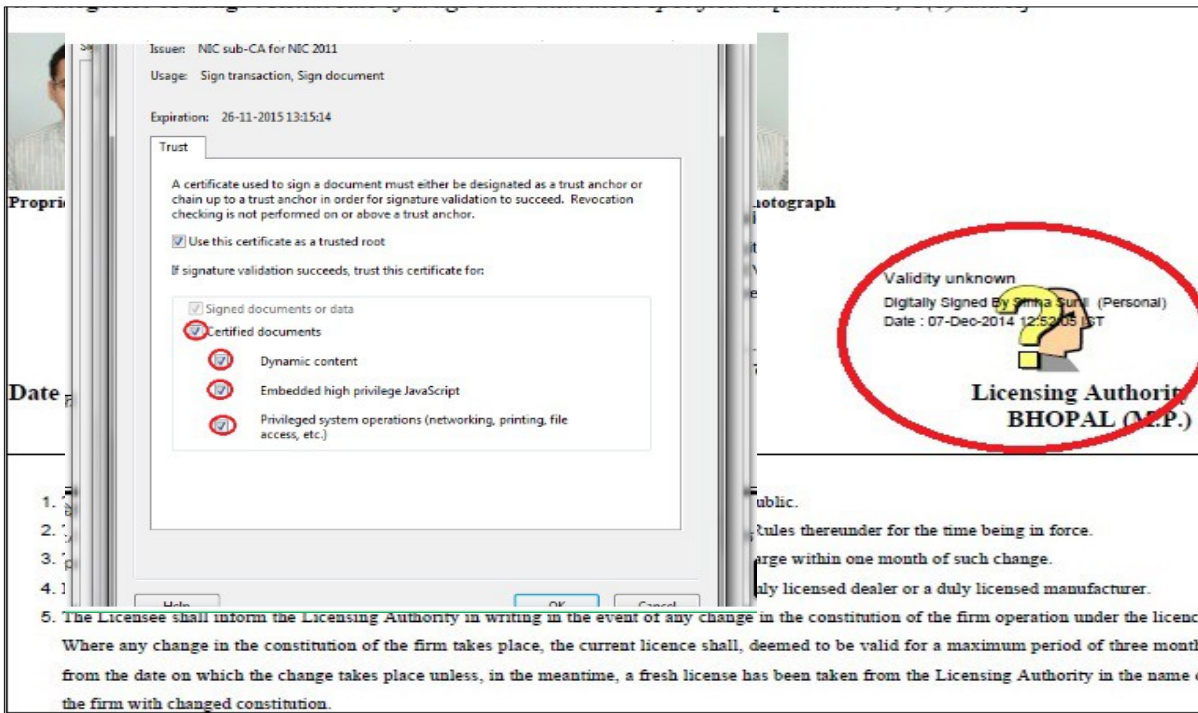 Issuer: NIC sub-CA for NIC 2011
Usage: Sign transaction, Sign document
Expiration: 26-11-2015 13:15:14
Trust
A certificate used to sign a document must either be designated as a trust anchor or
chain up to a trust anchor in order for signature validation to succeed. Revocation
checking is not performed on or above a trust anchor.
Use this certificate as a trusted root
If signature validation succeeds, trust this certificate for:
Signed documents or data
Certified documents
Dynamic content
Embedded high privilege JavaScript
Privileged system operations (networking, printing, file
access, etc.)
Help OK Cancel
Validity unknown
Digitally Signed By Sinha Sunil (Personal)
Date : 07-Dec-2014 12:52:05 IST
Date
Licensing Authority
BHOPAL (M.P.)
1.
2. Rules thereunder for the time being in force.
3. within one month of such change.
4. licensed dealer or a duly licensed manufacturer.
5. The Licensee shall inform the Licensing Authority in writing in the event of any change in the constitution of the firm operation under the licence
Where any change in the constitution of the firm takes place, the current licence shall, deemed to be valid for a maximum period of three month
from the date on which the change takes place unless, in the meantime, a fresh license has been taken from the Licensing Authority in the name
the firm with changed constitution.